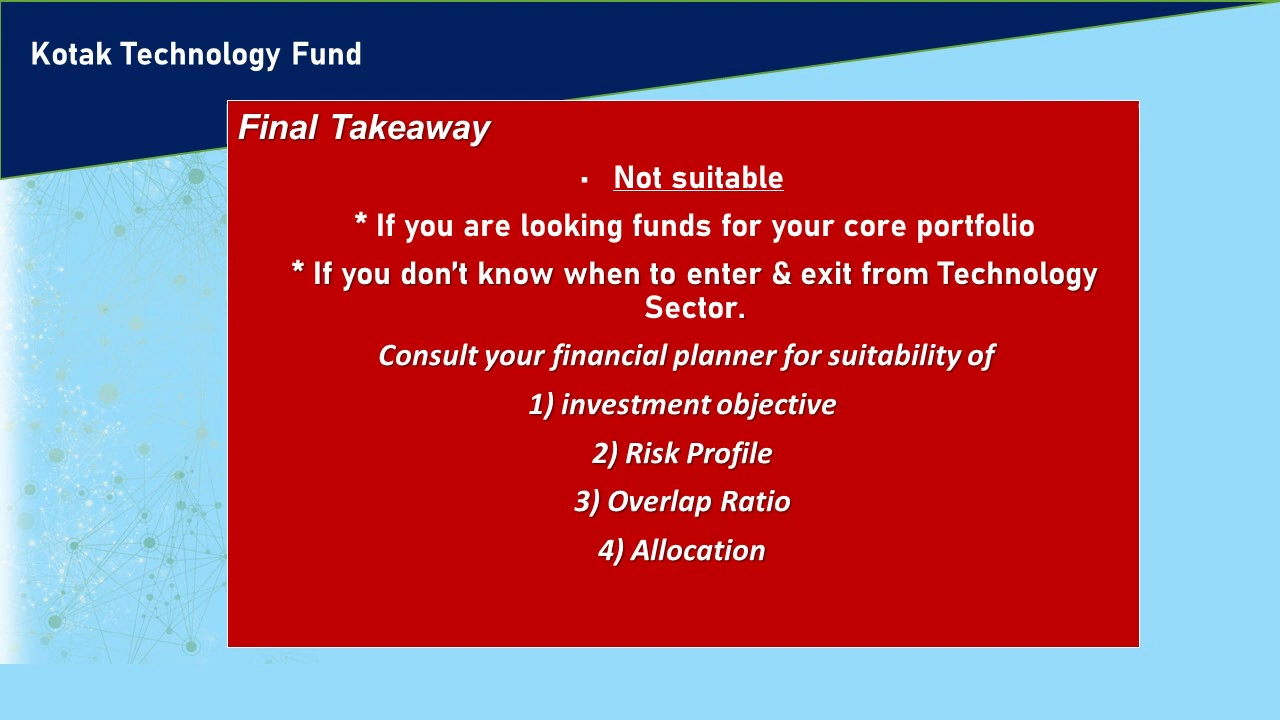 Kotak Technology Fund
Final Takeaway
▪ Not suitable
* If you are looking funds for your core portfolio
* If you don’t know when to enter & exit from Technology
Sector.
Consult your financial planner for suitability of
1) investment objective
2) Risk Profile
3) Overlap Ratio
4) Allocation